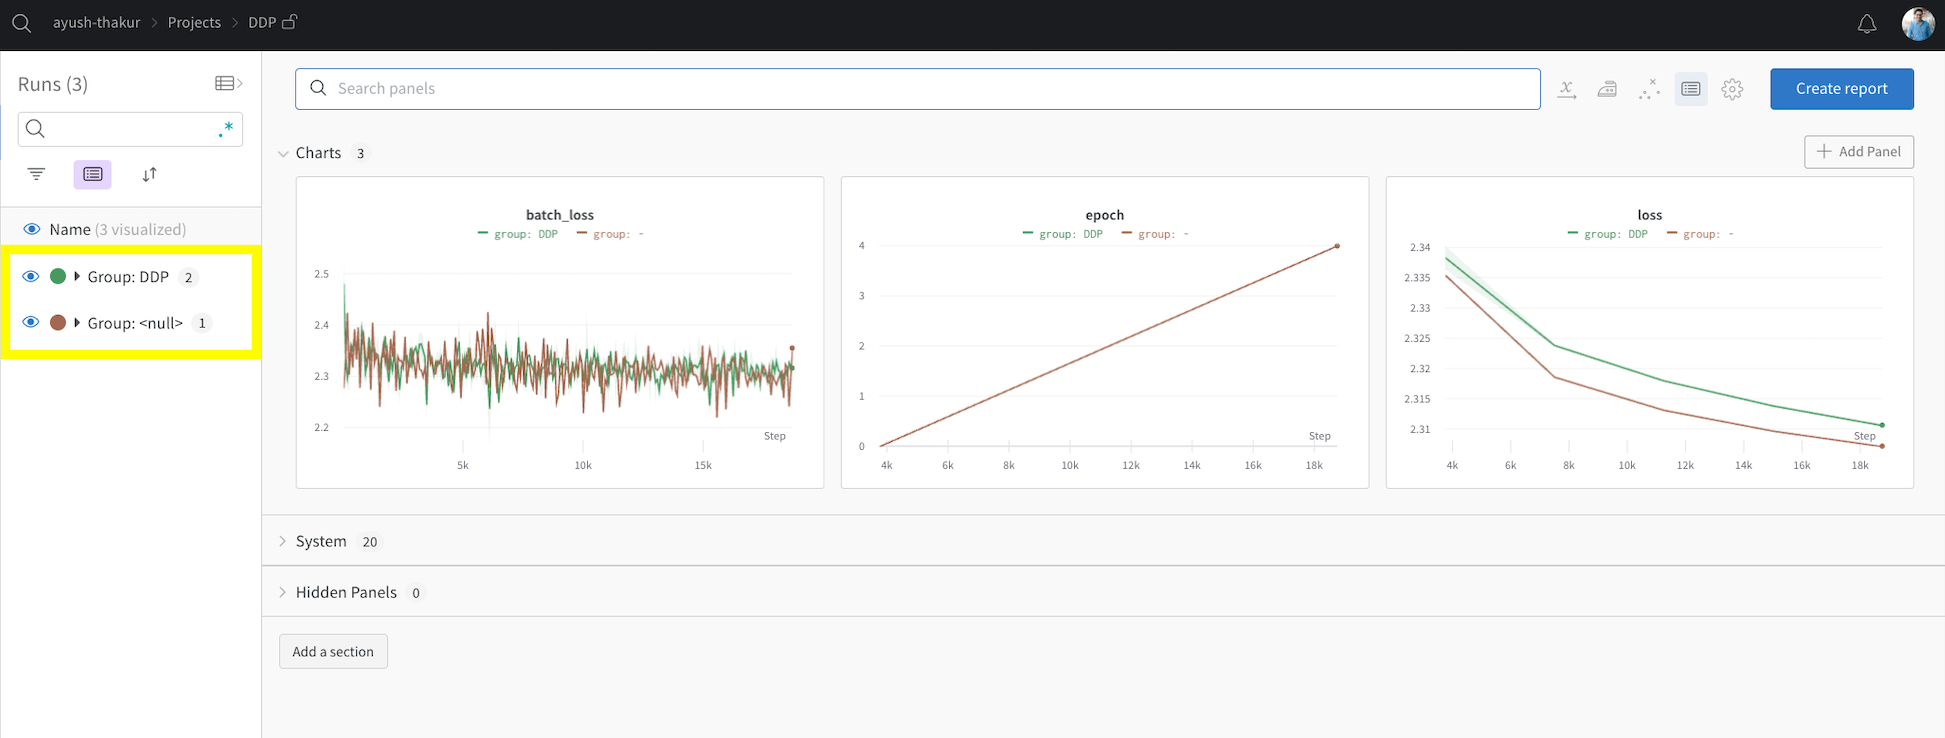 ayush-thakur > Projects > DDP
Runs (3)
.*
Name (3 visualized)
Group: DDP 2
Group: <null> 1
Search panels
Create report
Charts 3
Add Panel
batch_loss
group: DDP group: -
2.5
2.4
2.3
2.2
Step
5k 10k 15k
epoch
group: DDP group: -
4
3
2
1
0
Step
4k 6k 8k 10k 12k 14k 16k 18k
loss
group: DDP group: -
2.34
2.335
2.33
2.325
2.32
2.315
2.31
Step
4k 6k 8k 10k 12k 14k 16k 18k
System 20
Hidden Panels 0
Add a section